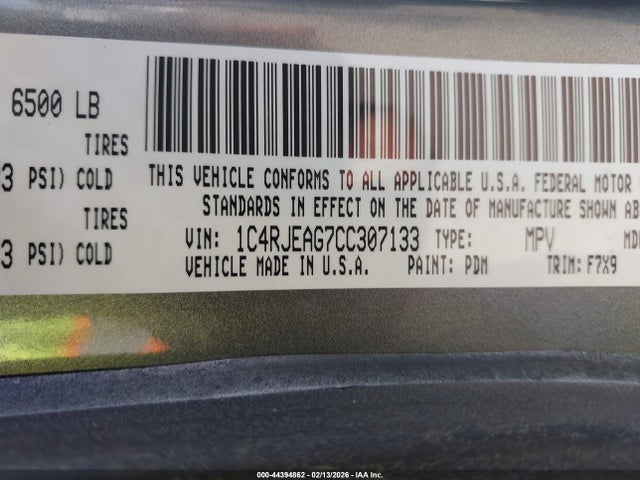 6500 LB
TIRES
3 PSI) COLD
THIS VEHICLE CONFORMS TO ALL APPLICABLE U.S.A. FEDERAL MOTOR
STANDARDS IN EFFECT ON THE DATE OF MANUFACTURE SHOWN AB
TIRES
3 PSI) COLD
VIN: 1C4RJEAG7CC307133 TYPE: MPV MD
VEHICLE MADE IN U.S.A. PAINT: PDM TRIM: F7X9
000-44394862 | 02/13/2026 - IAA Inc.